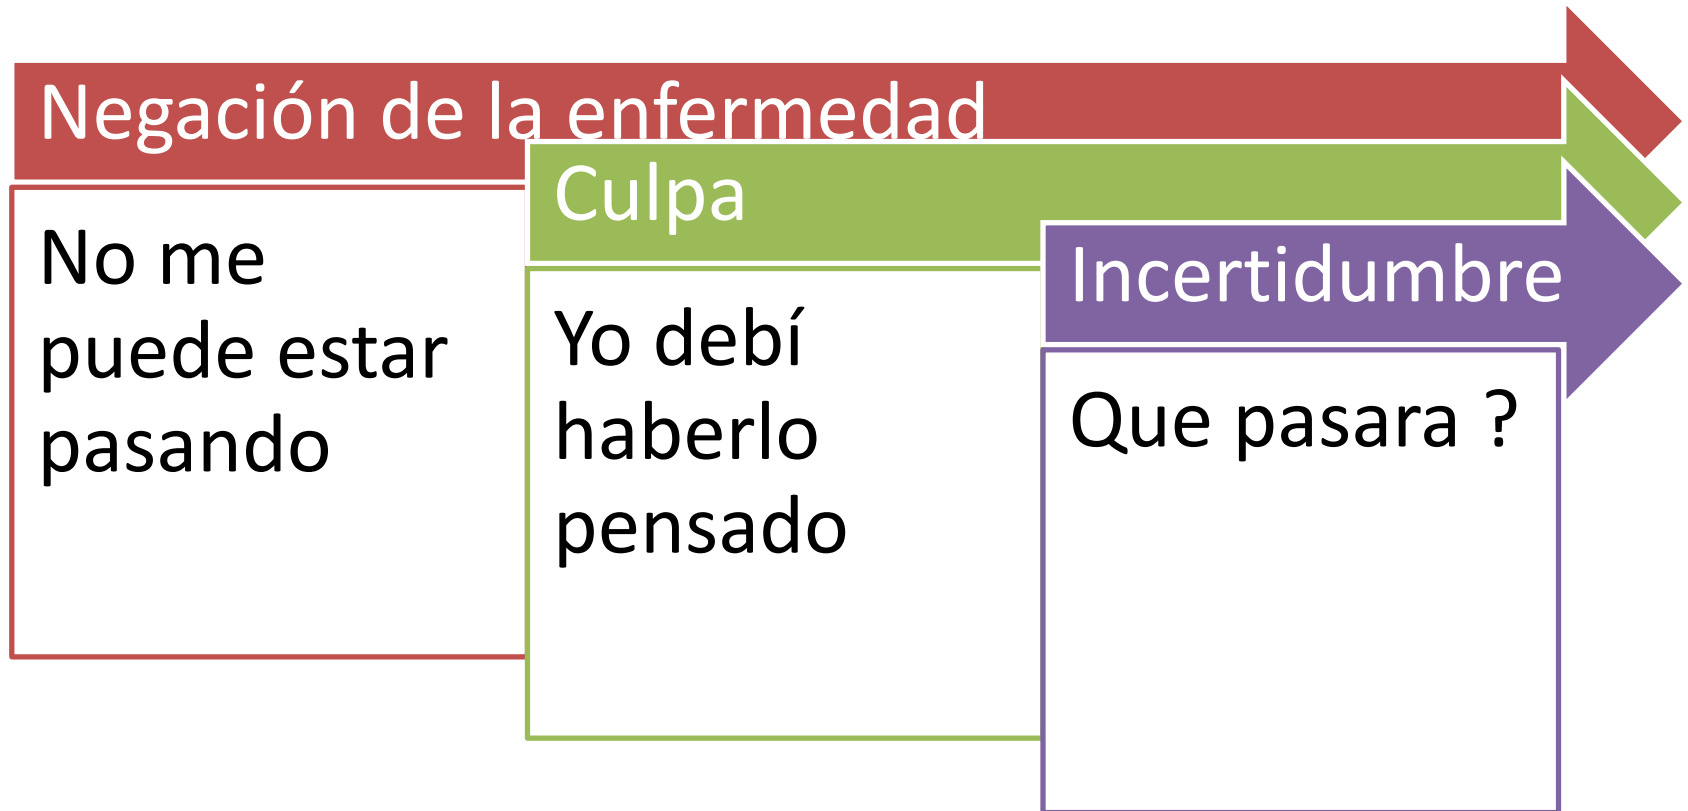 Negación de la enfermedad
No me
puede estar
pasando
Culpa
Yo debí
haberlo
pensado
Incertidumbre
Que pasara ?